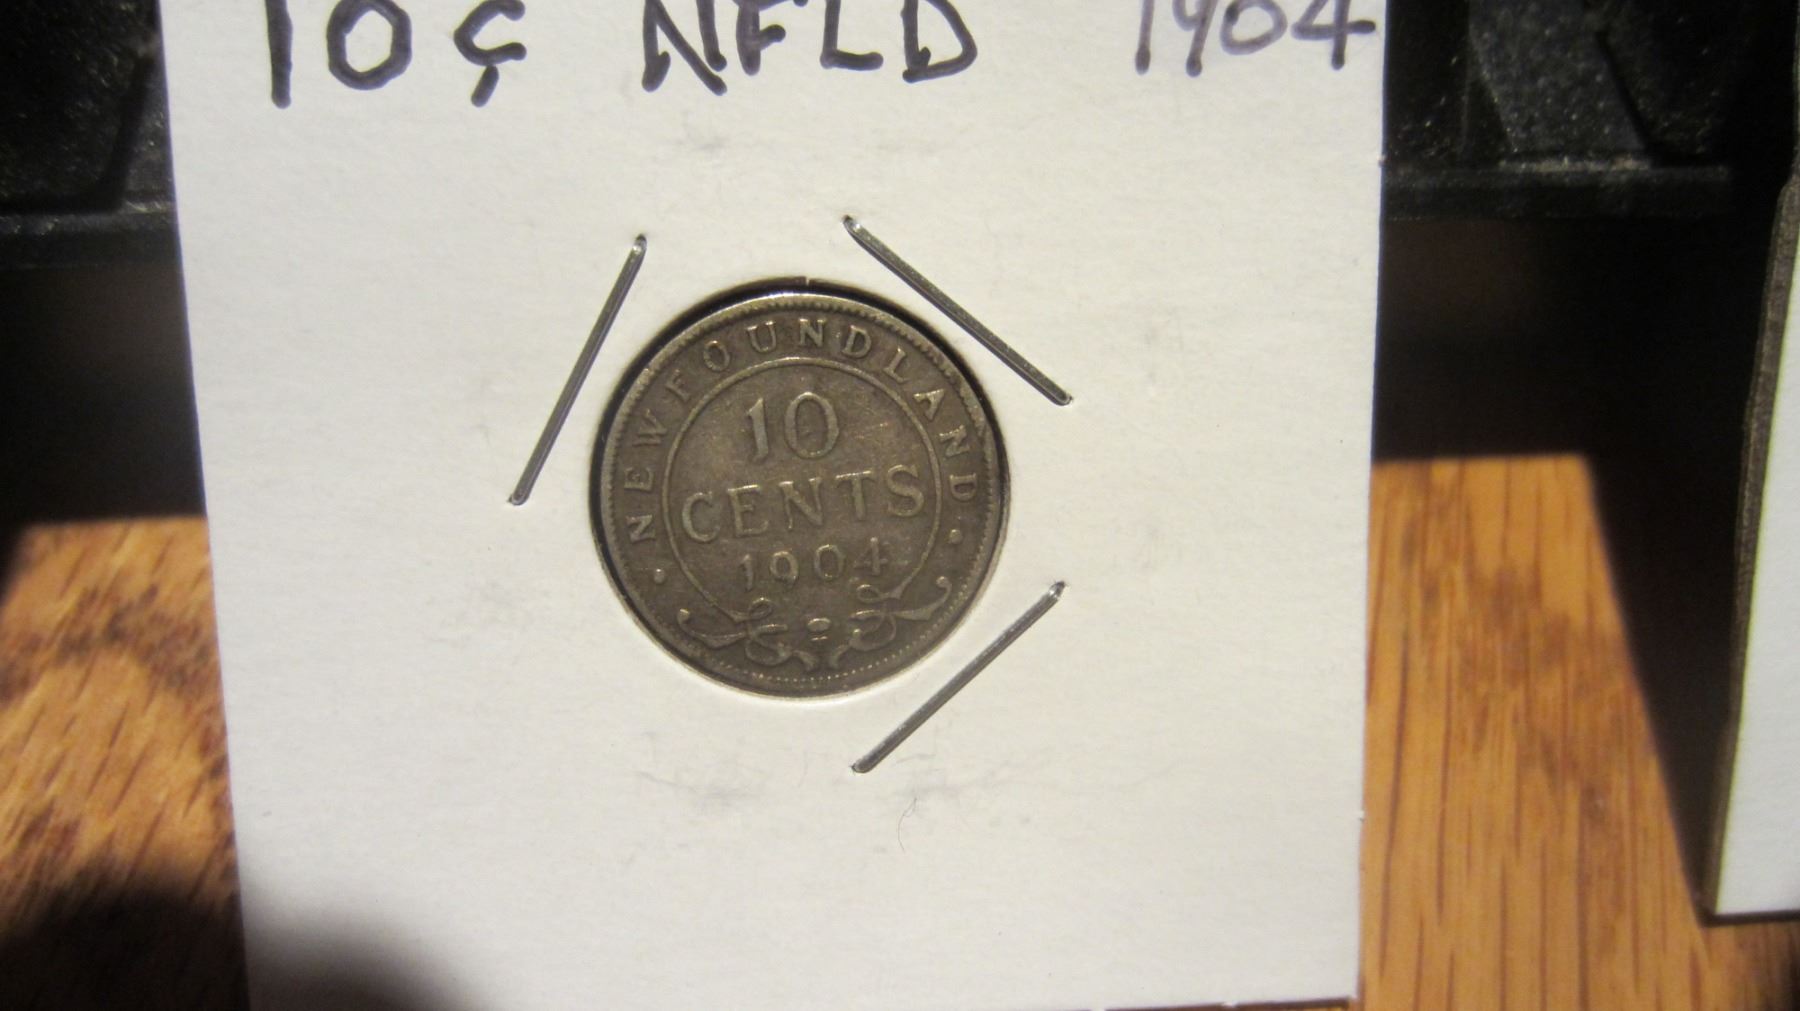 10 ¢ NFLD 1904
• NEWFOUNDLAND •
10
CENTS
1904